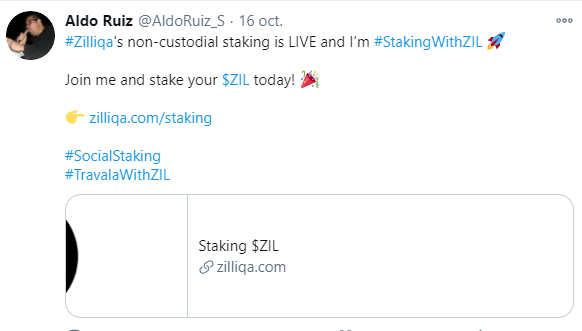 Aldo Ruiz @AldoRuiz_S · 16 oct.
#Zilliqa's non-custodial staking is LIVE and I'm #StakingWithZIL 🚀
Join me and stake your $ZIL today! 🎉
👉 zilliqa.com/staking
#SocialStaking
#TravalaWithZIL
Staking $ZIL
zilliqa.com